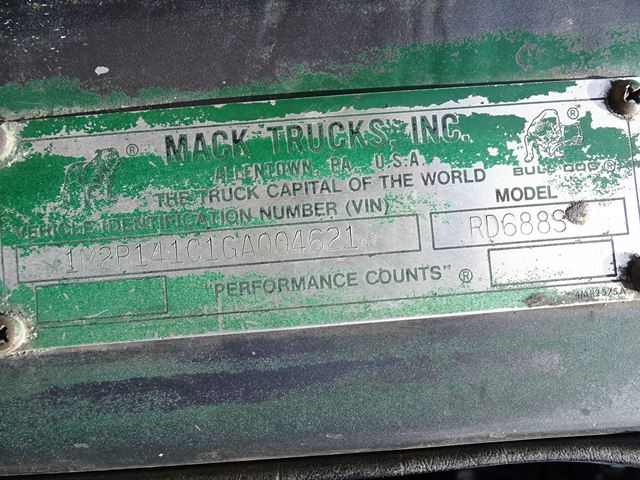 MACK TRUCKS, INC.
ALLENTOWN, PA. U.S.A.
THE TRUCK CAPITAL OF THE WORLD
BULLDOG ®
VEHICLE IDENTIFICATION NUMBER (VIN)
MODEL
1M2P141C1GA004621
RD688S
"PERFORMANCE COUNTS" ®